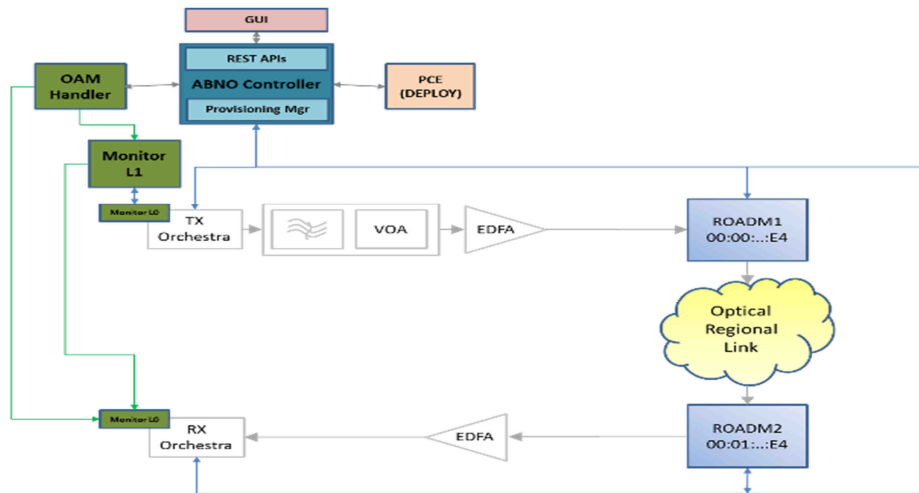 GUI
REST APIs
ABNO Controller
Provisioning Mgr
OAM
Handler
PCE
(DEPLOY)
Monitor
L1
Monitor L0
TX
Orchestra
VOA
EDFA
ROADM1
00:00:..:E4
Optical
Regional
Link
Monitor L0
RX
Orchestra
EDFA
ROADM2
00:01:..:E4